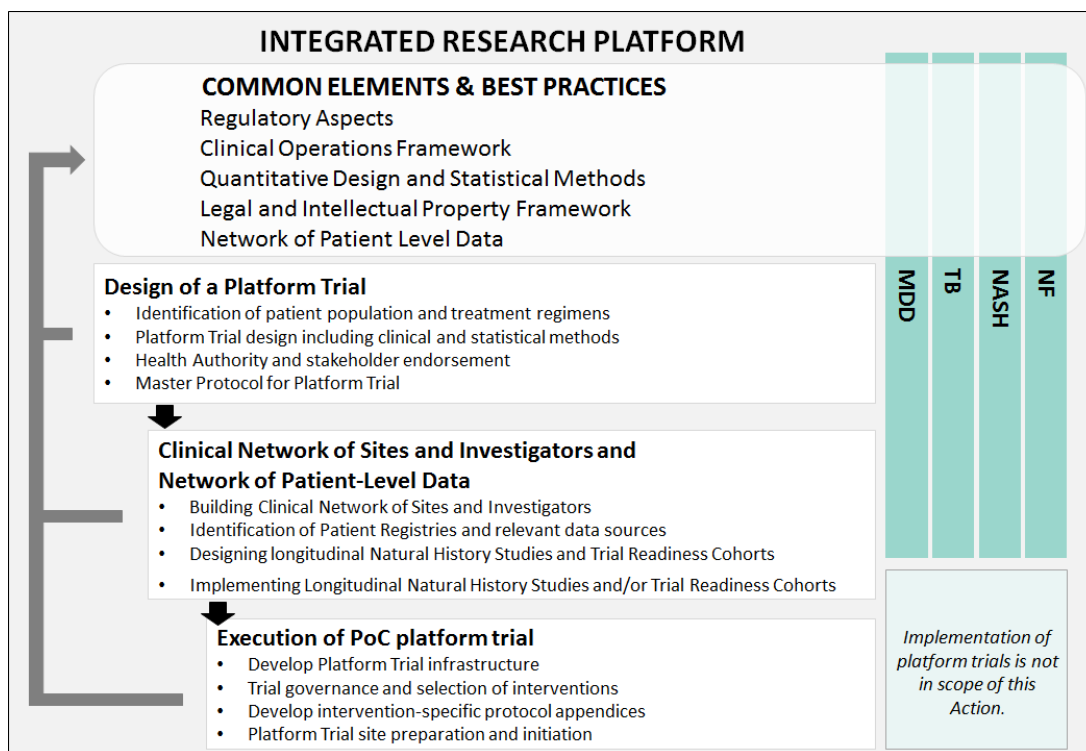 INTEGRATED RESEARCH PLATFORM
COMMON ELEMENTS & BEST PRACTICES
Regulatory Aspects
Clinical Operations Framework
Quantitative Design and Statistical Methods
Legal and Intellectual Property Framework
Network of Patient Level Data
Design of a Platform Trial
• Identification of patient population and treatment regimens
• Platform Trial design including clinical and statistical methods
• Health Authority and stakeholder endorsement
• Master Protocol for Platform Trial
Clinical Network of Sites and Investigators and
Network of Patient-Level Data
• Building Clinical Network of Sites and Investigators
• Identification of Patient Registries and relevant data sources
• Designing longitudinal Natural History Studies and Trial Readiness Cohorts
• Implementing Longitudinal Natural History Studies and/or Trial Readiness Cohorts
Execution of PoC platform trial
• Develop Platform Trial infrastructure
• Trial governance and selection of interventions
• Develop intervention-specific protocol appendices
• Platform Trial site preparation and initiation
MDD
TB
NASH
NF
Implementation of
platform trials is not
in scope of this
Action.